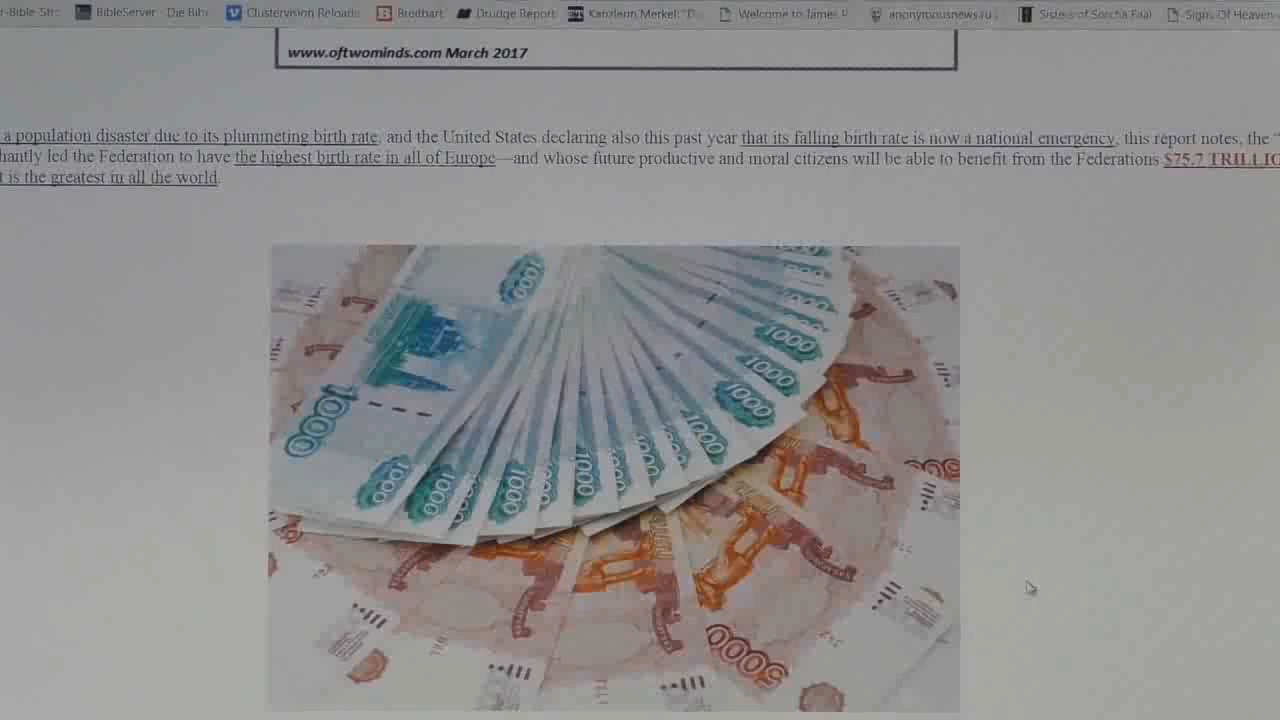 r-Bible-Stro BibleServer - Die Bibe Clustervision Reloade Brodhart Drudge Report Kanzlerin Merkel: "D Welcome to James P anonymousnews.ru Sisters of Sorcha Faal Signs Of Heaven
www.oftwominds.com March 2017
a population disaster due to its plummeting birth rate, and the United States declaring also this past year that its falling birth rate is now a national emergency, this report notes, the
hantly led the Federation to have the highest birth rate in all of Europe—and whose future productive and moral citizens will be able to benefit from the Federations $75.7 TRILLIO
t is the greatest in all the world.
1000
1000
1000
1000
1000
1000
1000
1000
1000
1000
5000